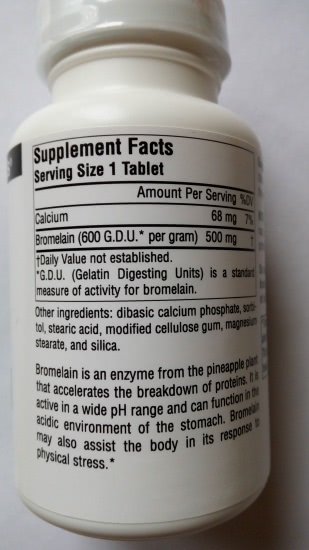 Supplement Facts
Serving Size 1 Tablet
Amount Per Serving %DV
Calcium 68 mg 7%
Bromelain (600 G.D.U.* per gram) 500 mg †
†Daily Value not established.
*G.D.U. (Gelatin Digesting Units) is a standard
measure of activity for bromelain.
Other ingredients: dibasic calcium phosphate, sorbi-
tol, stearic acid, modified cellulose gum, magnesium
stearate, and silica.
Bromelain is an enzyme from the pineapple plant
that accelerates the breakdown of proteins. It is
active in a wide pH range and can function in the
acidic environment of the stomach. Bromelain
may also assist the body in its response to
physical stress.*